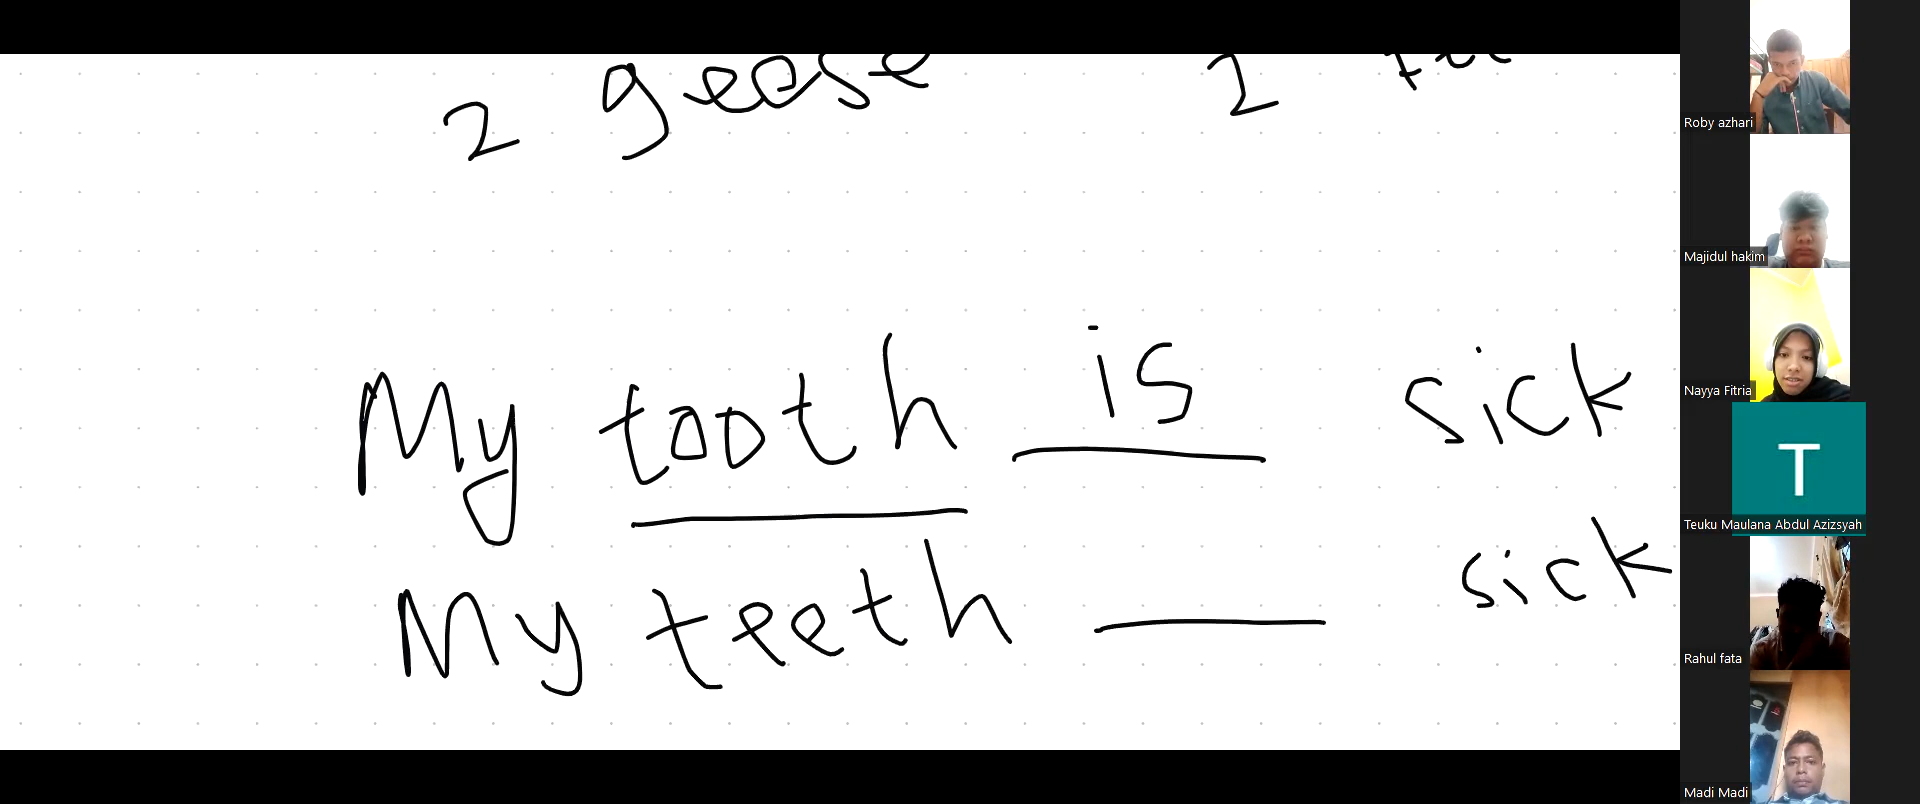 2 geese 2
My tooth is sick
My teeth ___ sick
Roby azhari
Majidul hakim
Nayya Fitria
T
Teuku Maulana Abdul Azizsyah
Rahul fata
Madi Madi